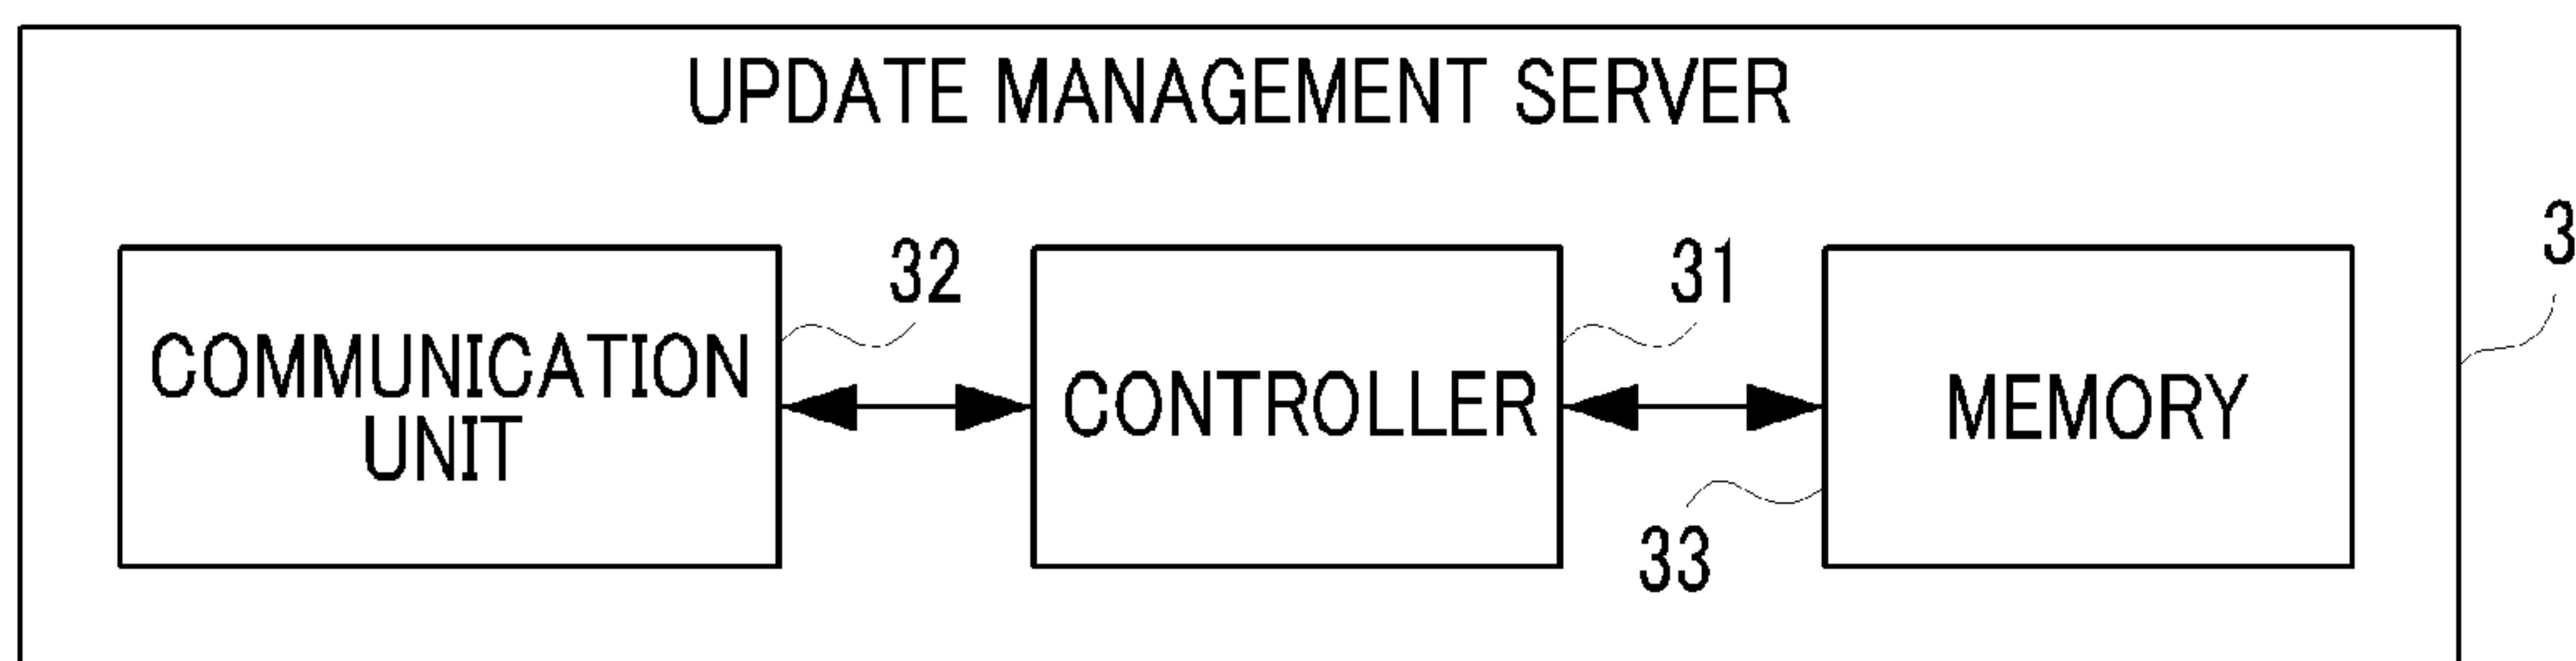 UPDATE MANAGEMENT SERVER
3
32
31
COMMUNICATION
UNIT
CONTROLLER
MEMORY
33